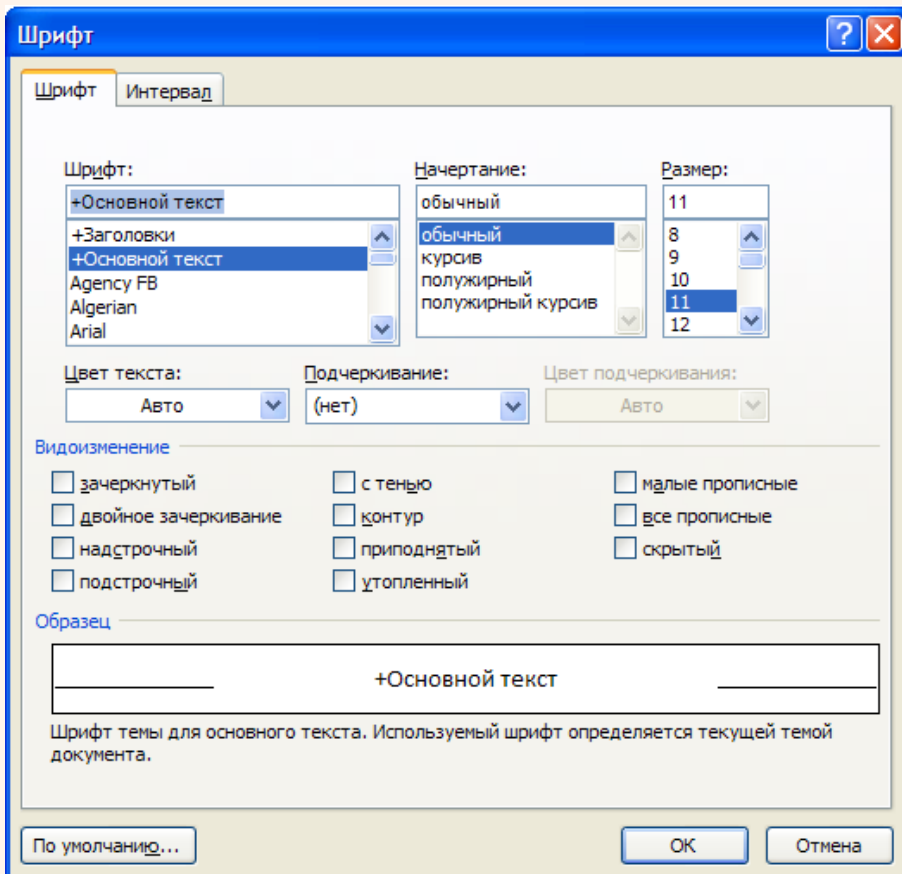 Шрифт
Шрифт Интервал
Шрифт: Начертание: Размер:
+Основной текст обычный 11
+Заголовки обычный 8
+Основной текст курсив 9
Agency FB полужирный 10
Algerian полужирный курсив 11
Arial 12
Цвет текста: Подчеркивание: Цвет подчеркивания:
Авто (нет) Авто
Видоизменение
зачеркнутый с тенью малые прописные
двойное зачеркивание контур все прописные
надстрочный приподнятый скрытый
подстрочный утопленный
Образец
+Основной текст
Шрифт темы для основного текста. Используемый шрифт определяется текущей темой
документа.
По умолчанию... ОК Отмена